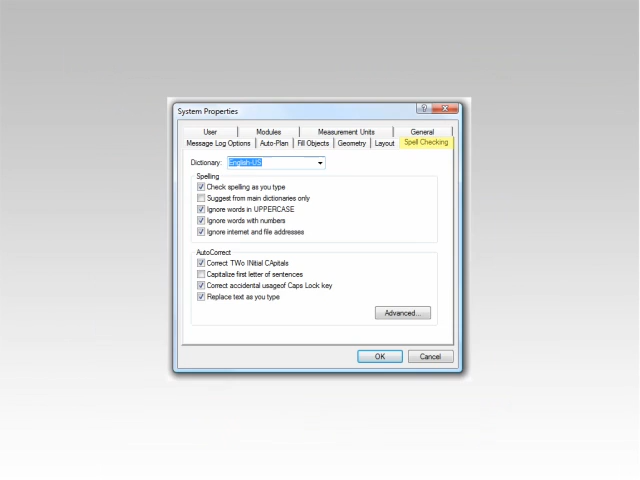 System Properties
User Modules Measurement Units General
Message Log Options Auto-Plan Fill Objects Geometry Layout Spell Checking
Dictionary: English-US
Spelling
Check spelling as you type
Suggest from main dictionaries only
Ignore words in UPPERCASE
Ignore words with numbers
Ignore internet and file addresses
AutoCorrect
Correct TWo INitial CApitals
Capitalize first letter of sentences
Correct accidental usageof Caps Lock key
Replace text as you type
Advanced...
OK Cancel